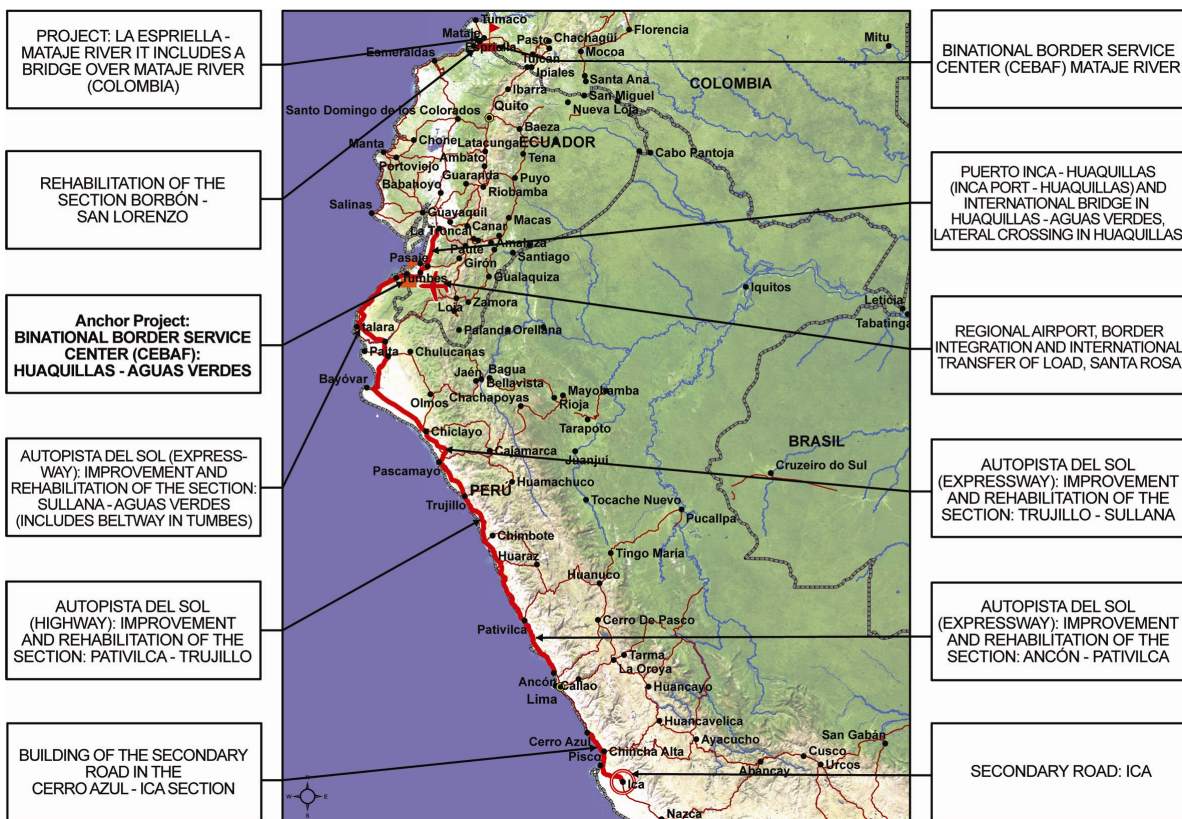 PROJECT: LA ESPRIELLA -
MATAJE RIVER IT INCLUDES A
BRIDGE OVER MATAJE RIVER
(COLOMBIA)
REHABILITATION OF THE
SECTION BORBÓN -
SAN LORENZO
Anchor Project:
BINATIONAL BORDER SERVICE
CENTER (CEBAF):
HUAQUILLAS - AGUAS VERDES
AUTOPISTA DEL SOL (EXPRESS-
WAY): IMPROVEMENT AND
REHABILITATION OF THE SECTION:
SULLANA - AGUAS VERDES
(INCLUDES BELTWAY IN TUMBES)
AUTOPISTA DEL SOL
(HIGHWAY): IMPROVEMENT
AND REHABILITATION OF THE
SECTION: PATIVILCA - TRUJILLO
BUILDING OF THE SECONDARY
ROAD IN THE
CERRO AZUL - ICA SECTION
Tumaco
Florencia
Mitu
Mataje
Pasto
Chachagüí
Espriella
Mocoa
Esmeraldas
Tulcan
Ipiales
Santa Ana
COLOMBIA
Ibarra
San Miguel
Nueva Loja
Santo Domingo de los Colorados
Quito
Baeza
Chone
Latacunga
ECUADOR
Manta
Cabo Pantoja
Portoviejo
Ambato
Tena
Guaranda
Puyo
Babahoyo
Riobamba
Salinas
Guayaquil
Macas
La Troncal
Canar
Paute
Amaluza
Pasaje
Girón
Santiago
Tumbes
Gualaquiza
Iquitos
Loja
Zamora
Leticia
Tabatinga
talara
Palanda
Orellana
Paita
Chulucanas
Jaén
Bagua
Bellavista
Bayóvar
Olmos
Chachapoyas
Mayobamba
Rioja
Tarapoto
Chiclayo
BRASIL
Cajamarca
Juanjuí
Cruzeiro do Sul
Pascamayo
Huamachuco
PERÚ
Trujillo
Tocache Nuevo
Pucallpa
Chimbote
Huaraz
Tingo María
Huanuco
Pativilca
Cerro De Pasco
Tarma
La Oroya
Ancón
Callao
Lima
Huancayo
Huancavelica
Cerro Azul
Ayacucho
San Gabán
Chincha Alta
Cusco
Pisco
Abancay
Urcos
Ica
Nazca
N
W
E
S
BINATIONAL BORDER SERVICE
CENTER (CEBAF) MATAJE RIVER
PUERTO INCA - HUAQUILLAS
(INCA PORT - HUAQUILLAS) AND
INTERNATIONAL BRIDGE IN
HUAQUILLAS - AGUAS VERDES,
LATERAL CROSSING IN HUAQUILLAS
REGIONAL AIRPORT, BORDER
INTEGRATION AND INTERNATIONAL
TRANSFER OF LOAD, SANTA ROSA
AUTOPISTA DEL SOL
(EXPRESSWAY): IMPROVEMENT
AND REHABILITATION OF THE
SECTION: TRUJILLO - SULLANA
AUTOPISTA DEL SOL
(EXPRESSWAY): IMPROVEMENT
AND REHABILITATION OF THE
SECTION: ANCÓN - PATIVILCA
SECONDARY ROAD: ICA